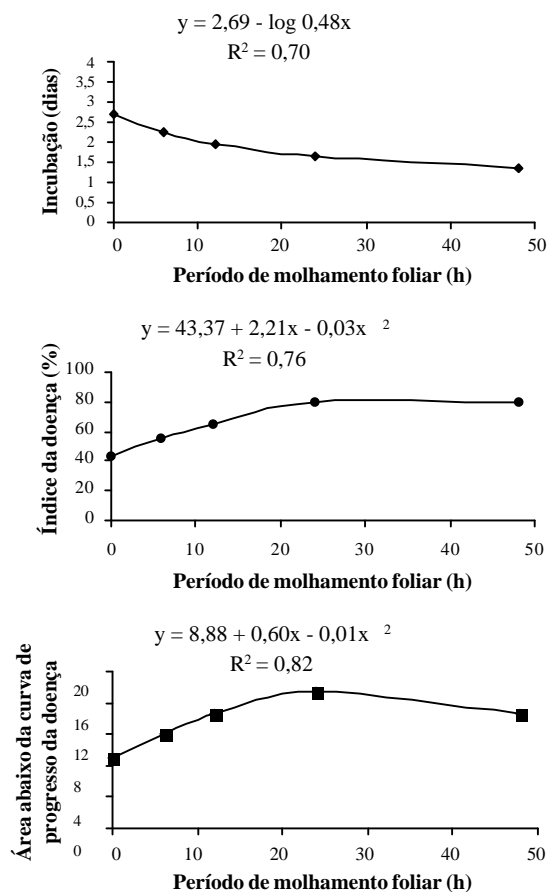 y = 2,69 - log 0,48x
R² = 0,70
Incubação (dias)
4
3,5
3
2,5
2
1,5
1
0,5
0
0 10 20 30 40 50
Período de molhamento foliar (h)
y = 43,37 + 2,21x - 0,03x ²
R² = 0,76
Índice da doença (%)
100
80
60
40
20
0
0 10 20 30 40 50
Período de molhamento foliar (h)
y = 8,88 + 0,60x - 0,01x ²
R² = 0,82
Área abaixo da curva de
progresso da doença
20
16
12
8
4
0 10 20 30 40 50
Período de molhamento foliar (h)